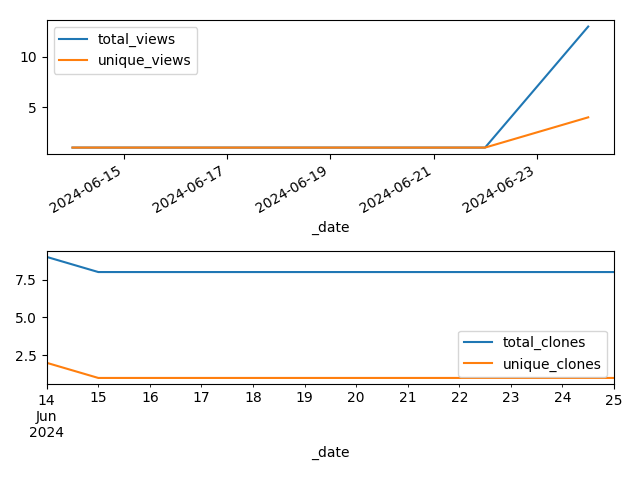 total_views
unique_views
10
5
2024-06-15
2024-06-17
2024-06-19
2024-06-21
2024-06-23
_date
7.5
5.0
2.5
total_clones
unique_clones
14 15 16 17 18 19 20 21 22 23 24 25
Jun
2024
_date